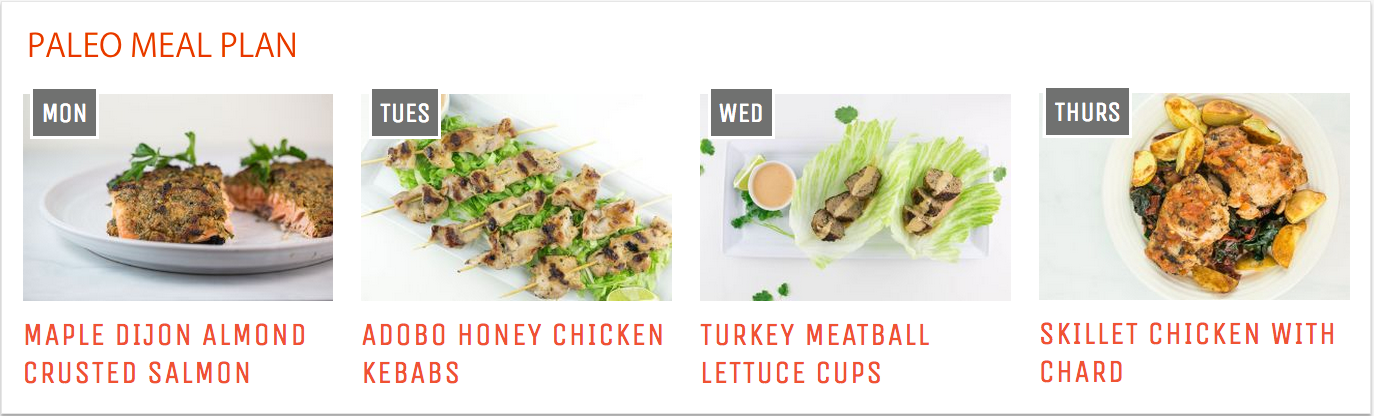 PALEO MEAL PLAN
MON
TUES
WED
THURS
MAPLE DIJON ALMOND
CRUSTED SALMON
ADOBO HONEY CHICKEN
KEBABS
TURKEY MEATBALL
LETTUCE CUPS
SKILLET CHICKEN WITH
CHARD